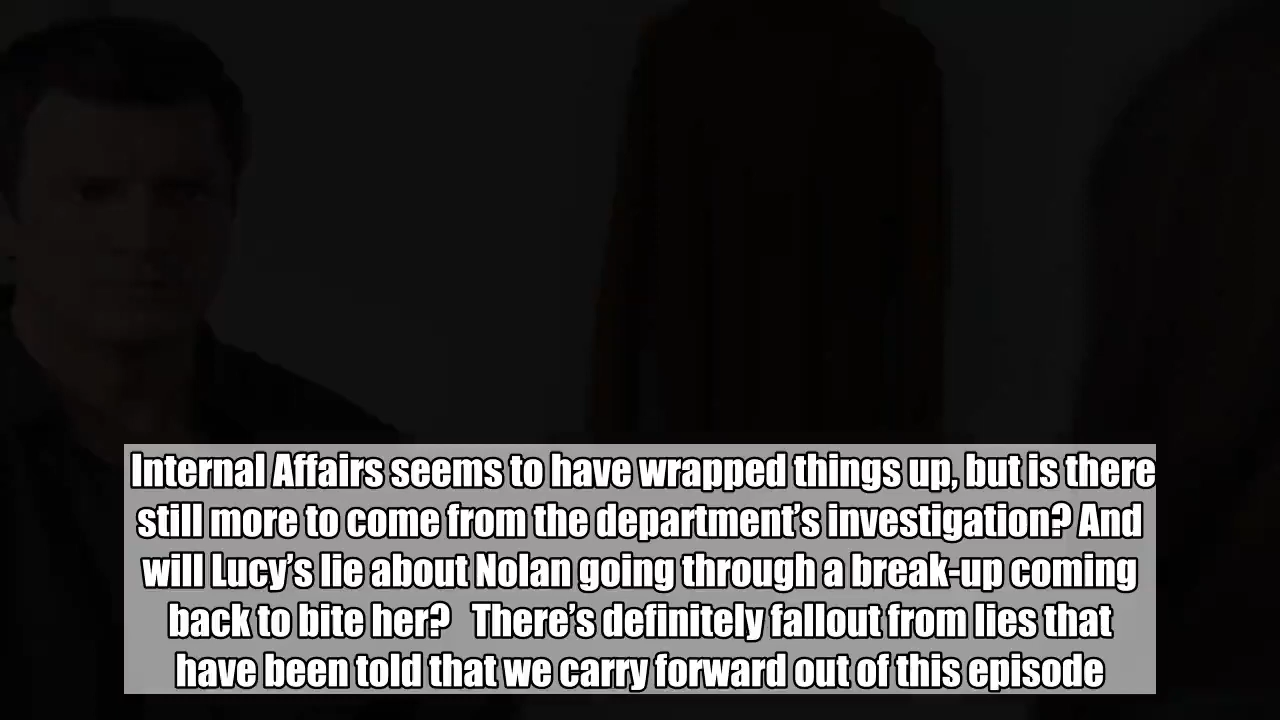 Internal Affairs seems to have wrapped things up, but is there
still more to come from the department’s investigation? And
will Lucy’s lie about Nolan going through a break-up coming
back to bite her?   There’s definitely fallout from lies that
have been told that we carry forward out of this episode